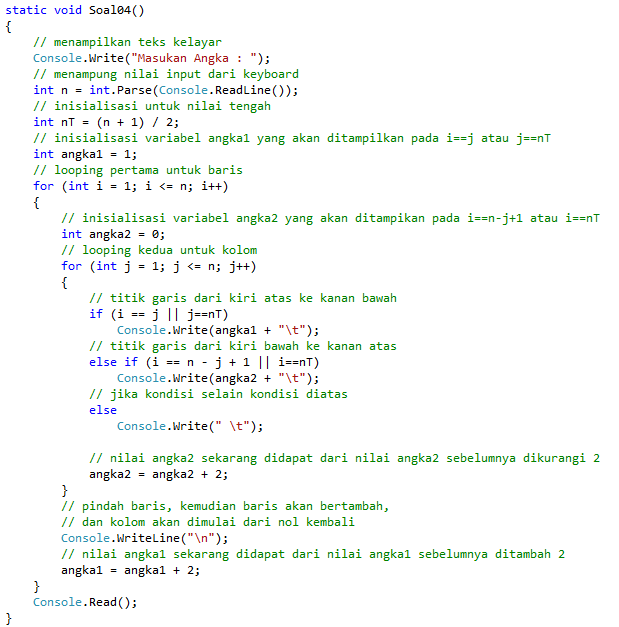 static void Soal04()
{
    // menampilkan teks kelayar
    Console.Write("Masukan Angka : ");
    // menampung nilai input dari keyboard
    int n = int.Parse(Console.ReadLine());
    // inisialisasi untuk nilai tengah
    int nT = (n + 1) / 2;
    // inisialisasi variabel angka1 yang akan ditampilkan pada i==j atau j==nT
    int angka1 = 1;
    // looping pertama untuk baris
    for (int i = 1; i <= n; i++)
    {
        // inisialisasi variabel angka2 yang akan ditampikan pada i==n-j+1 atau i==nT
        int angka2 = 0;
        // looping kedua untuk kolom
        for (int j = 1; j <= n; j++)
        {
            // titik garis dari kiri atas ke kanan bawah
            if (i == j || j==nT)
                Console.Write(angka1 + "\t");
            // titik garis dari kiri bawah ke kanan atas
            else if (i == n - j + 1 || i==nT)
                Console.Write(angka2 + "\t");
            // jika kondisi selain kondisi diatas
            else
                Console.Write(" \t");

            // nilai angka2 sekarang didapat dari nilai angka2 sebelumnya dikurangi 2
            angka2 = angka2 + 2;
        }
        // pindah baris, kemudian baris akan bertambah,
        // dan kolom akan dimulai dari nol kembali
        Console.WriteLine("\n");
        // nilai angka1 sekarang didapat dari nilai angka1 sebelumnya ditambah 2
        angka1 = angka1 + 2;
    }
    Console.Read();
}